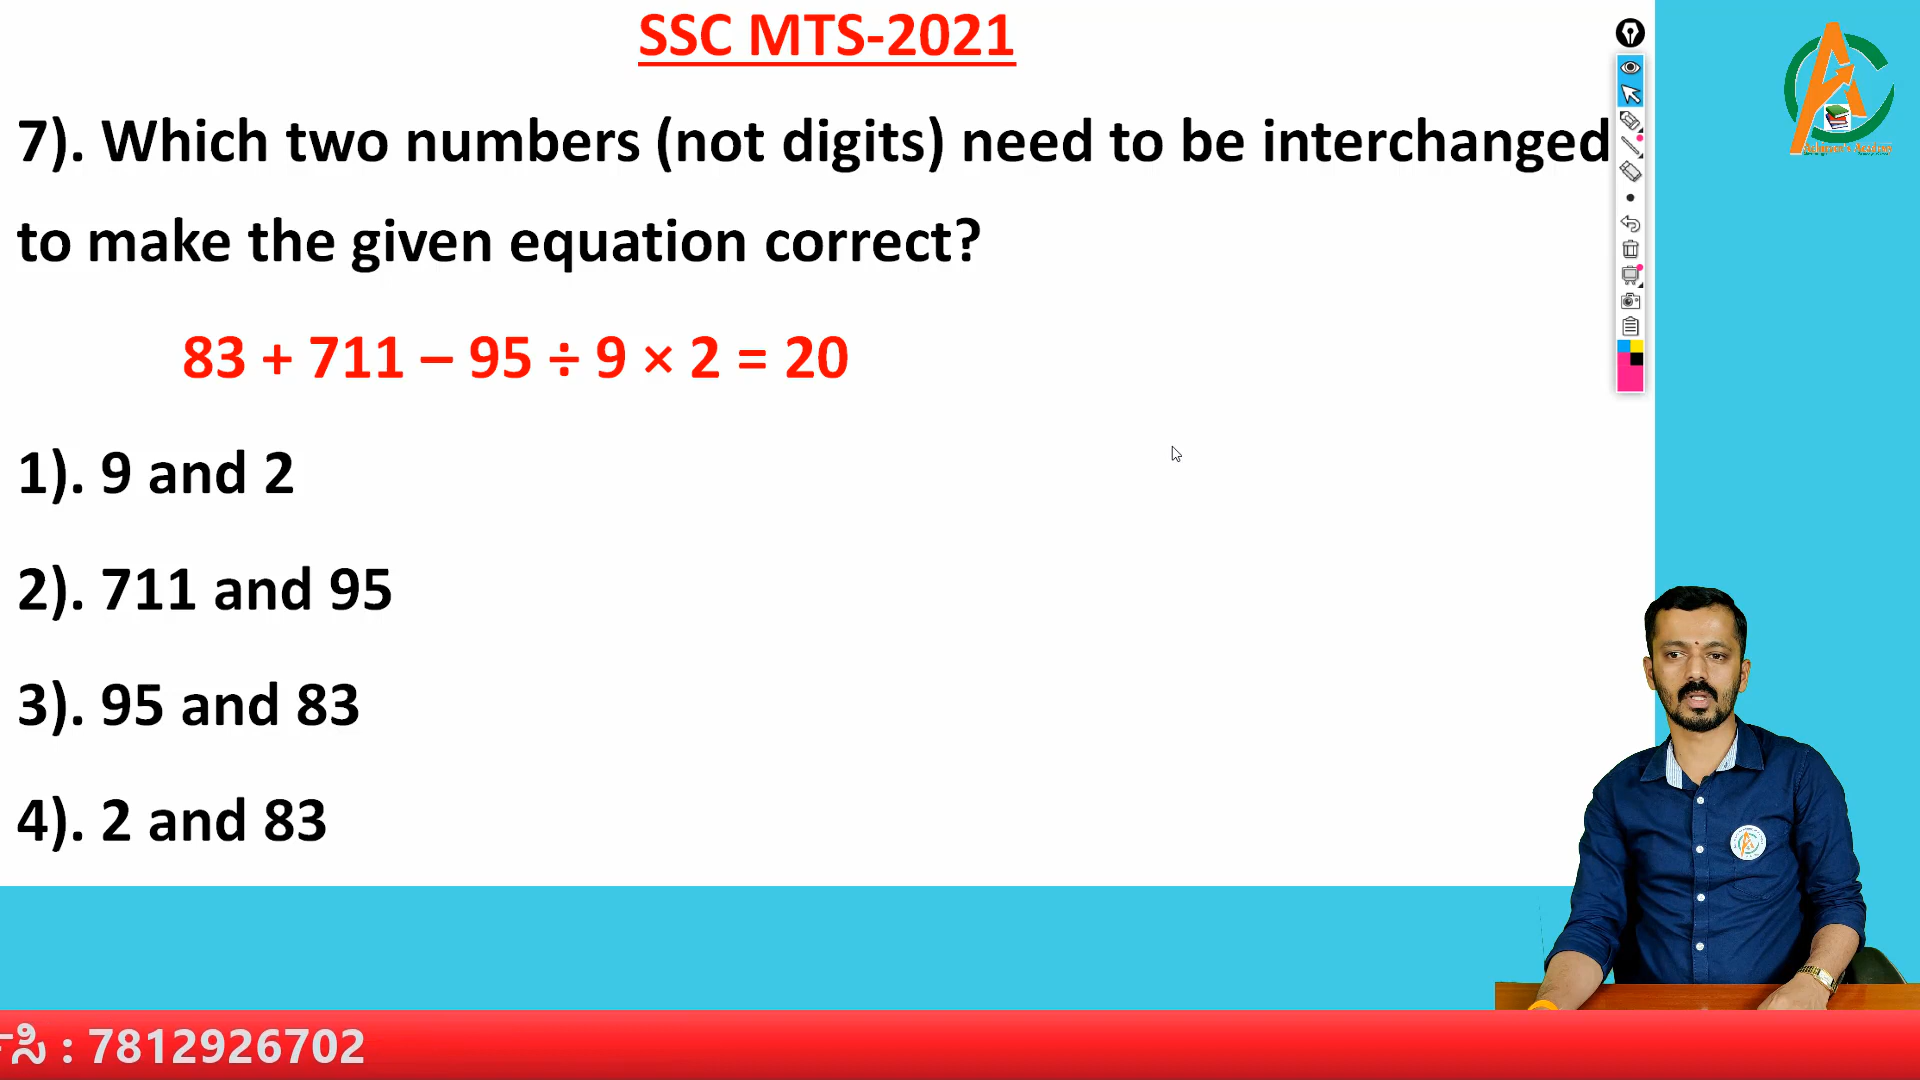 SSC MTS-2021
7). Which two numbers (not digits) need to be interchanged
to make the given equation correct?
83 + 711 – 95 ÷ 9 × 2 = 20
1). 9 and 2
2). 711 and 95
3). 95 and 83
4). 2 and 83
: 7812926702